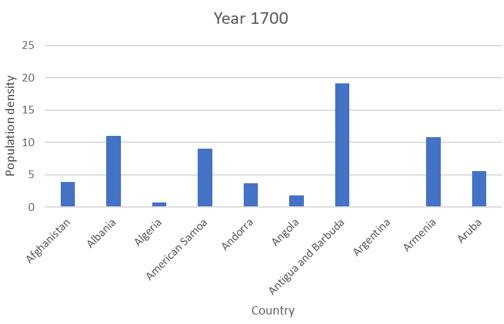 Year 1700
Population density
25
20
15
10
5
0
Afghanistan
Albania
Algeria
American Samoa
Andorra
Angola
Antigua and Barbuda
Argentina
Armenia
Aruba
Country